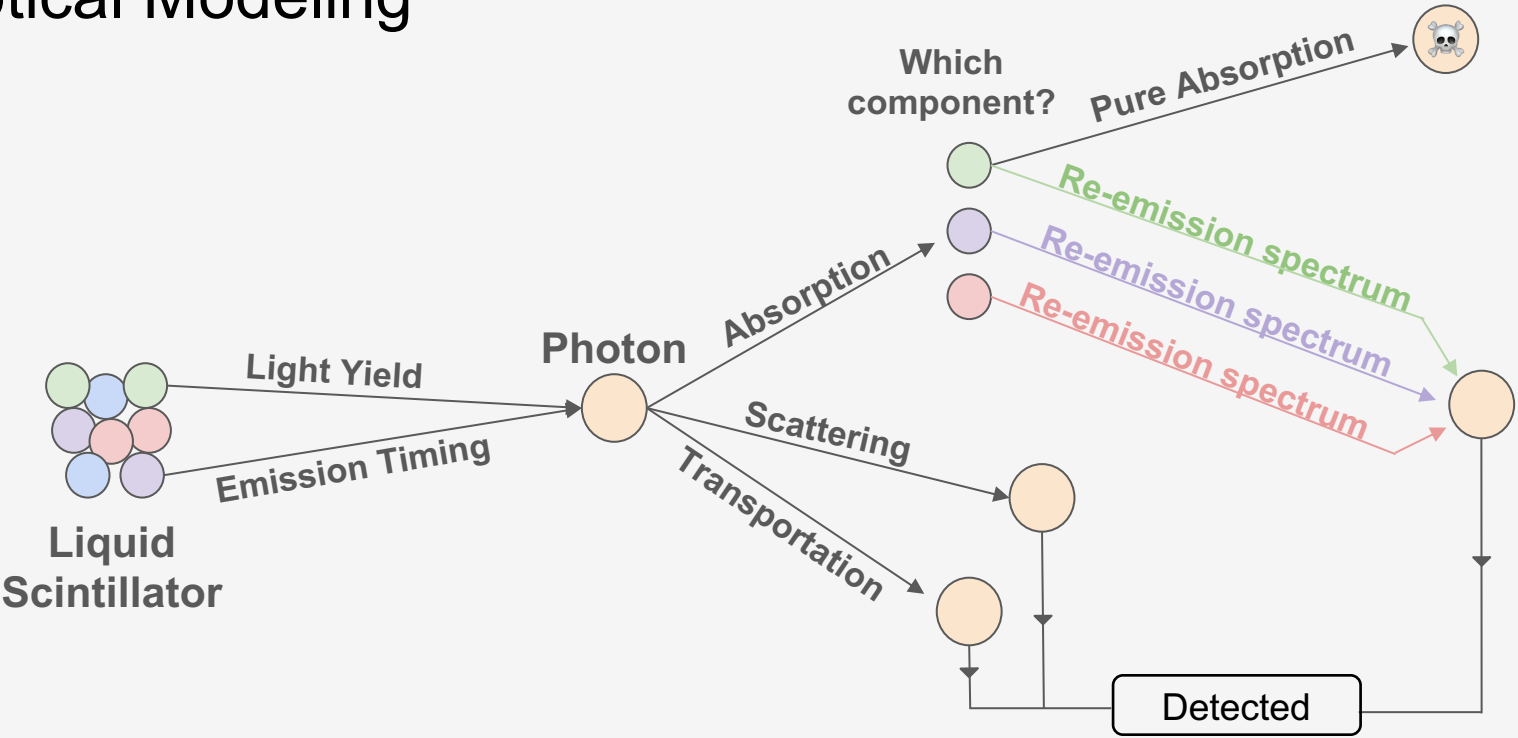 Modeling
Which
component?
Pure Absorption
Re-emission spectrum
Re-emission spectrum
Re-emission spectrum
Absorption
Photon
Light Yield
Scattering
Emission Timing
Transportation
Liquid
Scintillator
Detected